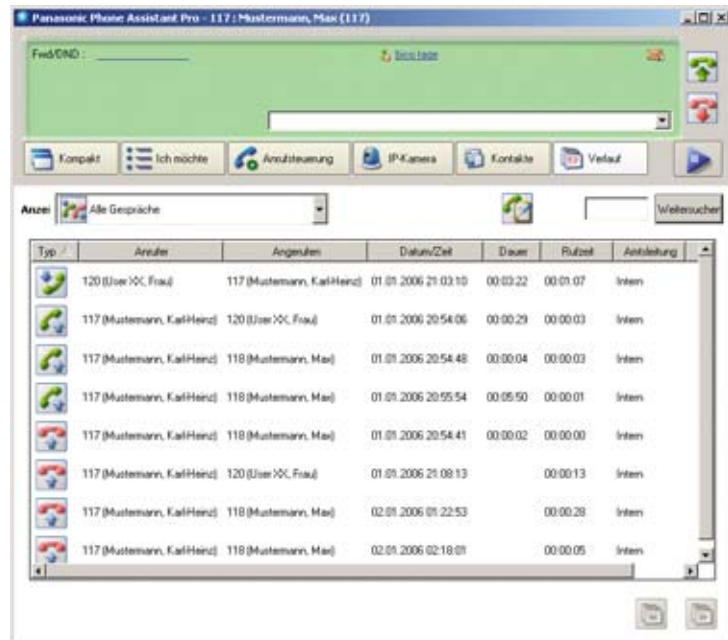 Panasonic Phone Assistant Pro - 117 : Mustermann, Max (117)
Fwd/DND :
Kompakt Ich möchte Anrufsteuerung IP-Kamera Kontakte Verlauf
Anzei Alle Gespräche Weitersucher
Typ Anrufer Angerufen Datum/Zeit Dauer Rufzeit Amtsleitung
120 (User XX, Frau) 117 (Mustermann, Karl-Heinz) 01.01.2006 21:03:10 00:03:22 00:01:07 Intern
117 (Mustermann, Karl-Heinz) 120 (User XX, Frau) 01.01.2006 20:54:06 00:00:29 00:00:03 Intern
117 (Mustermann, Karl-Heinz) 118 (Mustermann, Max) 01.01.2006 20:54:48 00:00:04 00:00:03 Intern
117 (Mustermann, Karl-Heinz) 118 (Mustermann, Max) 01.01.2006 20:55:54 00:05:50 00:00:01 Intern
117 (Mustermann, Karl-Heinz) 118 (Mustermann, Max) 01.01.2006 20:54:41 00:00:02 00:00:00 Intern
117 (Mustermann, Karl-Heinz) 120 (User XX, Frau) 01.01.2006 21:08:13 00:00:13 Intern
117 (Mustermann, Karl-Heinz) 118 (Mustermann, Max) 02.01.2006 01:22:53 00:00:28 Intern
117 (Mustermann, Karl-Heinz) 118 (Mustermann, Max) 02.01.2006 02:18:01 00:00:05 Intern